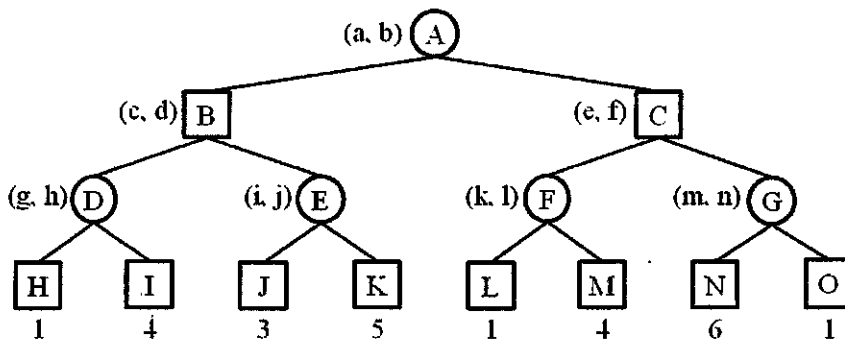 (a, b) A
(c, d) B (e, f) C
(g, h) D (i, j) E (k, l) F (m, n) G
H I J K L M N O
1 4 3 5 1 4 6 1